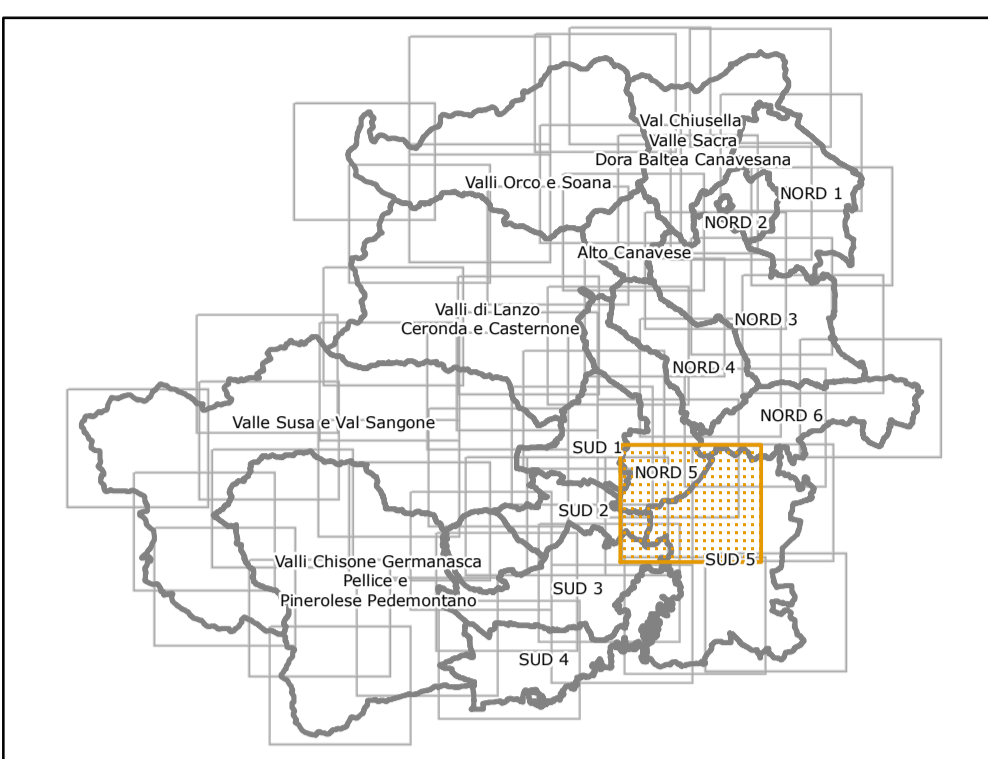 Val Chiusella
Valle Sacra
Dora Baltea Canavesana
Valli Orco e Soana
NORD 1
NORD 2
Alto Canavese
Valli di Lanzo
Ceronda e Casternone
NORD 3
NORD 4
NORD 6
Valle Susa e Val Sangone
SUD 1
NORD 5
SUD 2
Valli Chisone Germanasca
Pellice e
Pinerolese Pedemontano
SUD 5
SUD 3
SUD 4